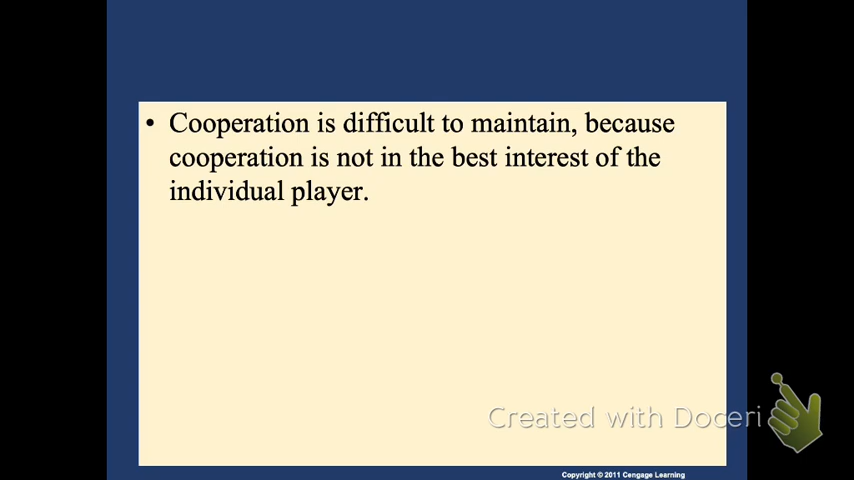 • Cooperation is difficult to maintain, because
cooperation is not in the best interest of the
individual player.
Created with Doceri
Copyright © 2011 Cengage Learning